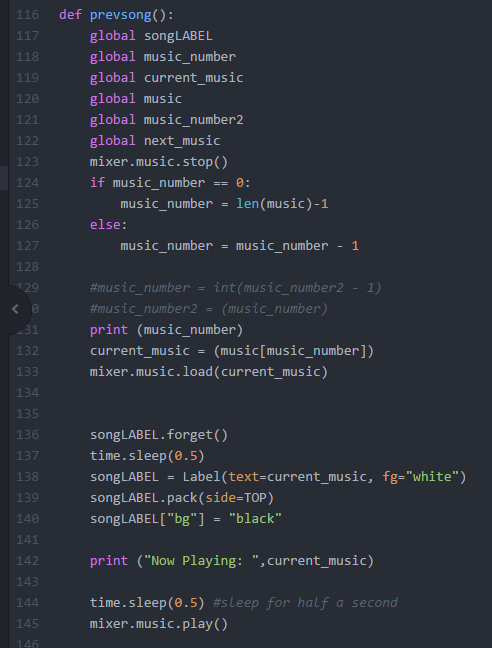 116 def prevsong():
117     global songLABEL
118     global music_number
119     global current_music
120     global music
121     global music_number2
122     global next_music
123     mixer.music.stop()
124     if music_number == 0:
125         music_number = len(music)-1
126     else:
127         music_number = music_number - 1
128
129     #music_number = int(music_number2 - 1)
0     #music_number2 = (music_number)
131     print (music_number)
132     current_music = (music[music_number])
133     mixer.music.load(current_music)
134
135
136     songLABEL.forget()
137     time.sleep(0.5)
138     songLABEL = Label(text=current_music, fg="white")
139     songLABEL.pack(side=TOP)
140     songLABEL["bg"] = "black"
141
142     print ("Now Playing: ",current_music)
143
144     time.sleep(0.5) #sleep for half a second
145     mixer.music.play()
146